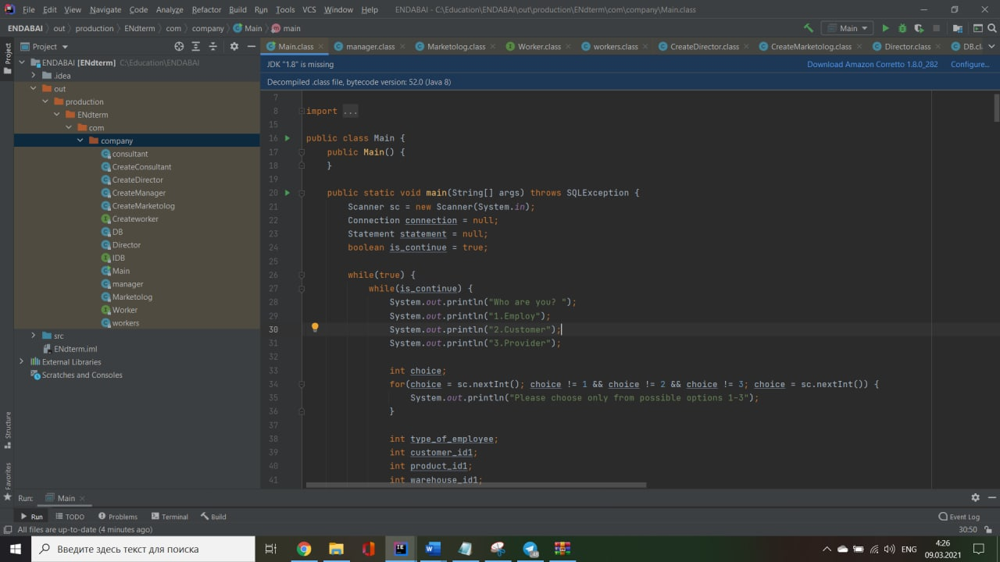 File Edit View Navigate Code Analyze Refactor Build Run Tools VCS Window Help ENDABAI - C:\Education\ENDABAI\out\production\ENdterm\com\company\Main.class
ENDABAI out production ENdterm com company Main main Main
Project Main.class manager.class Marketolog.class Worker.class workers.class CreateDirector.class CreateMarketolog.class Director.class DB.cl
Project
ENDABAI [ENdterm] C:\Education\ENDABAI
.idea
out
production
ENdterm
com
company
consultant
CreateConsultant
CreateDirector
CreateManager
CreateMarketolog
Createworker
DB
Director
IDB
Main
manager
Marketolog
Worker
workers
src
ENdterm.iml
External Libraries
Scratches and Consoles
Structure
Favorites
JDK "1.8" is missing Download Amazon Corretto 1.8.0_282 Configure...
Decompiled .class file, bytecode version: 52.0 (Java 8)
7
8 import ...
15
16 public class Main {
17 public Main() {
18 }
19
20 public static void main(String[] args) throws SQLException {
21 Scanner sc = new Scanner(System.in);
22 Connection connection = null;
23 Statement statement = null;
24 boolean is_continue = true;
25
26 while(true) {
27 while(is_continue) {
28 System.out.println("Who are you? ");
29 System.out.println("1.Employ");
30 System.out.println("2.Customer");
31 System.out.println("3.Provider");
32
33 int choice;
34 for(choice = sc.nextInt(); choice != 1 && choice != 2 && choice != 3; choice = sc.nextInt()) {
35 System.out.println("Please choose only from possible options 1-3");
36 }
37
38 int type_of_employee;
39 int customer_id1;
40 int product_id1;
41 int warehouse_id1;
Run: Main
Run TODO Problems Terminal Build Event Log
All files are up-to-date (4 minutes ago) 30:50
Введите здесь текст для поиска ENG 4:26
09.03.2021